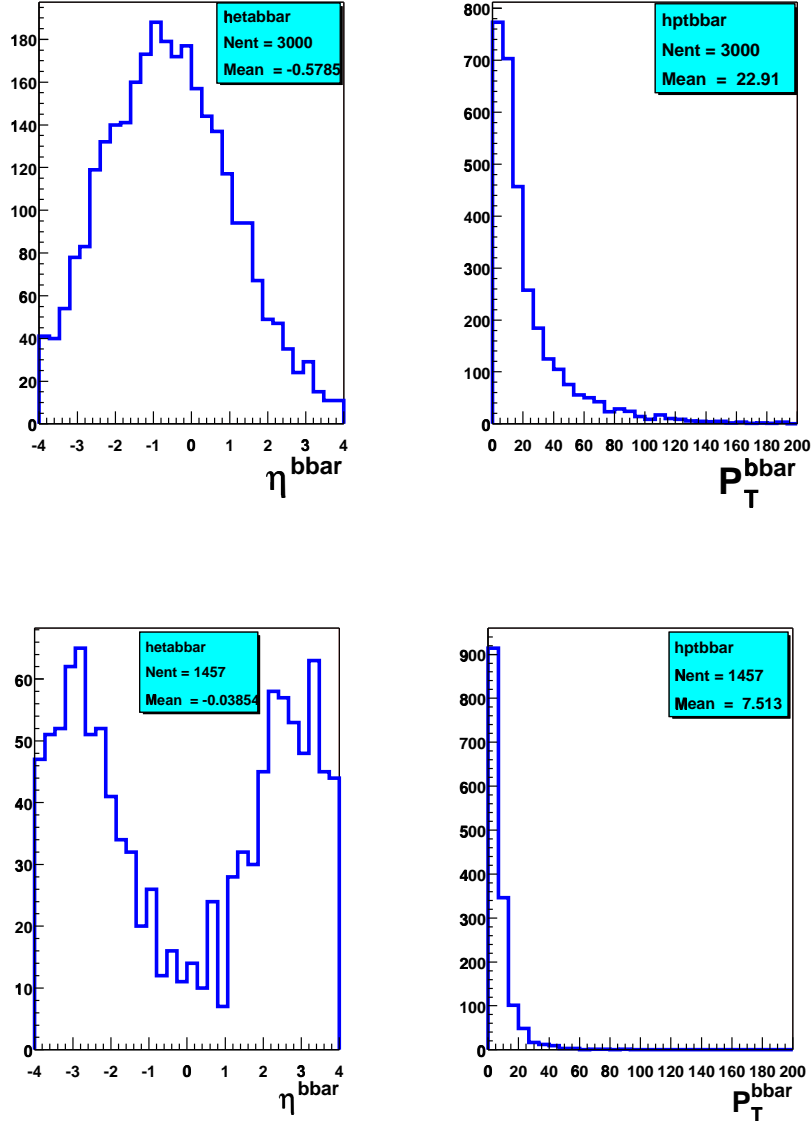 hetabbar
Nent = 3000
Mean = -0.5785
180
160
140
120
100
80
60
40
20
0
-4 -3 -2 -1 0 1 2 3 4
η bbar
hptbbar
Nent = 3000
Mean = 22.91
800
700
600
500
400
300
200
100
0
0 20 40 60 80 100 120 140 160 180 200
P T bbar
hetabbar
Nent = 1457
Mean = -0.03854
60
50
40
30
20
10
0
-4 -3 -2 -1 0 1 2 3 4
η bbar
hptbbar
Nent = 1457
Mean = 7.513
900
800
700
600
500
400
300
200
100
0
0 20 40 60 80 100 120 140 160 180 200
P T bbar